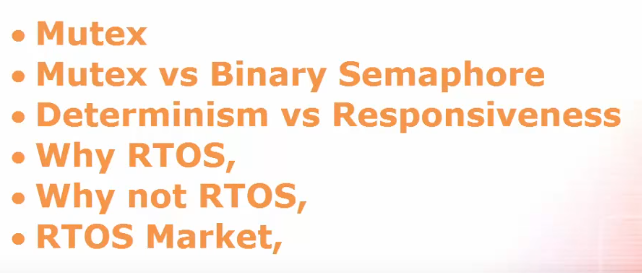 • Mutex
• Mutex vs Binary Semaphore
• Determinism vs Responsiveness
• Why RTOS,
• Why not RTOS,
• RTOS Market,